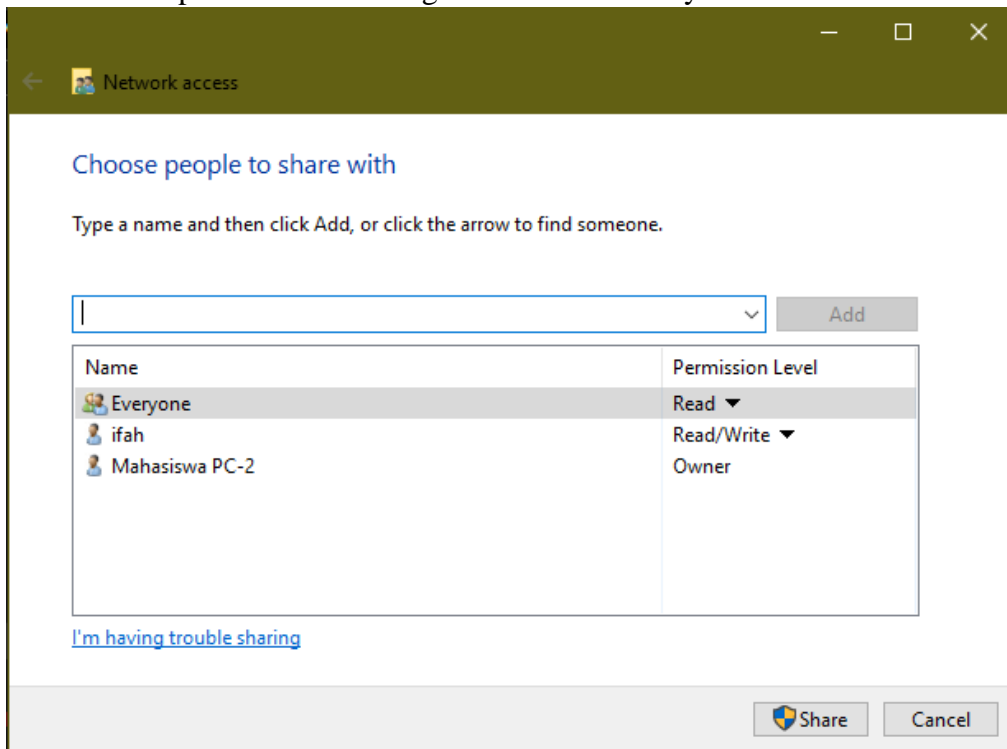 Network access
Choose people to share with
Type a name and then click Add, or click the arrow to find someone.
Add
Name Permission Level
Everyone Read
ifah Read/Write
Mahasiswa PC-2 Owner
I'm having trouble sharing
Share Cancel